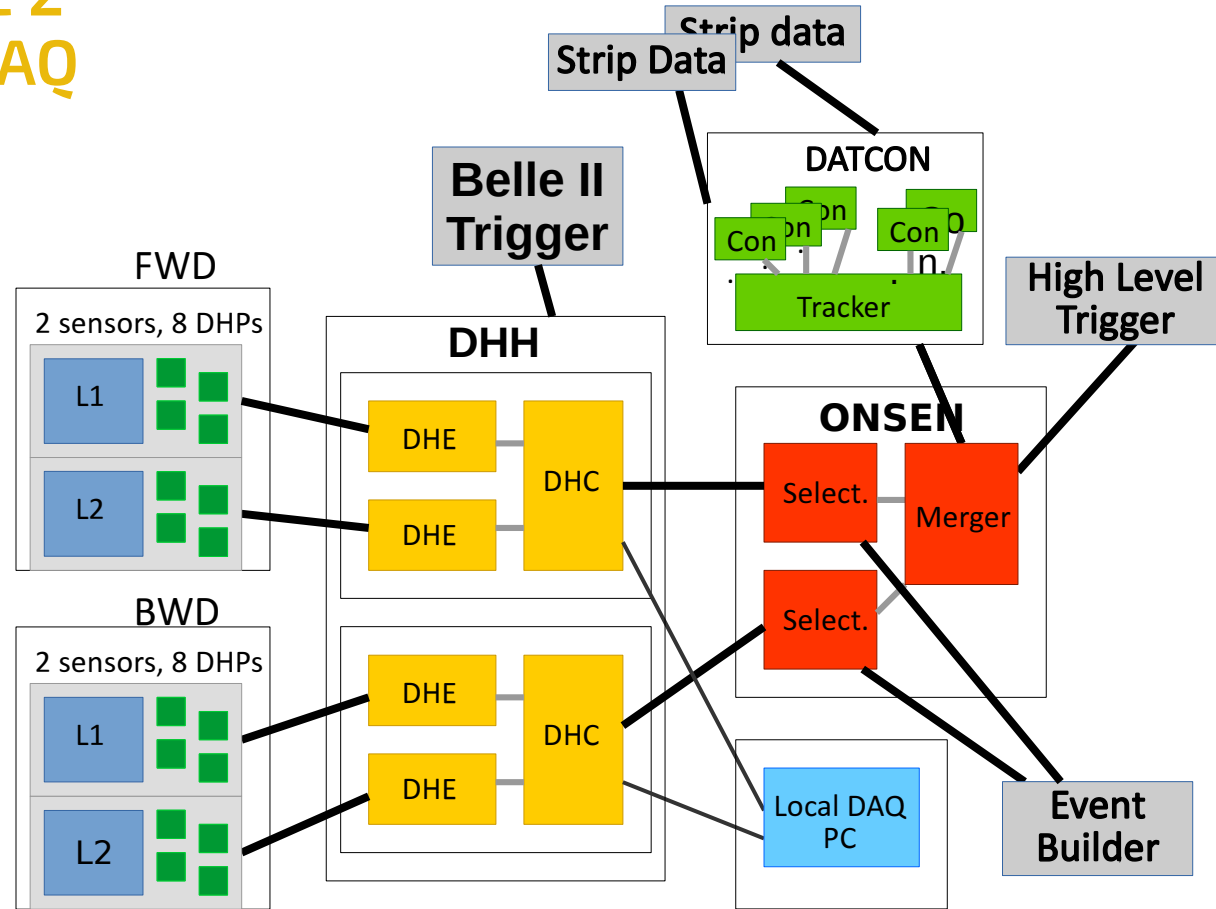 2
AQ
Strip data
Strip Data
DATCON
Con
Con
Tracker
Belle II
Trigger
High Level
Trigger
FWD
2 sensors, 8 DHPs
L1
L2
DHH
DHE
DHE
DHC
ONSEN
Select.
Merger
Select.
BWD
2 sensors, 8 DHPs
L1
L2
DHE
DHE
DHC
Local DAQ
PC
Event
Builder